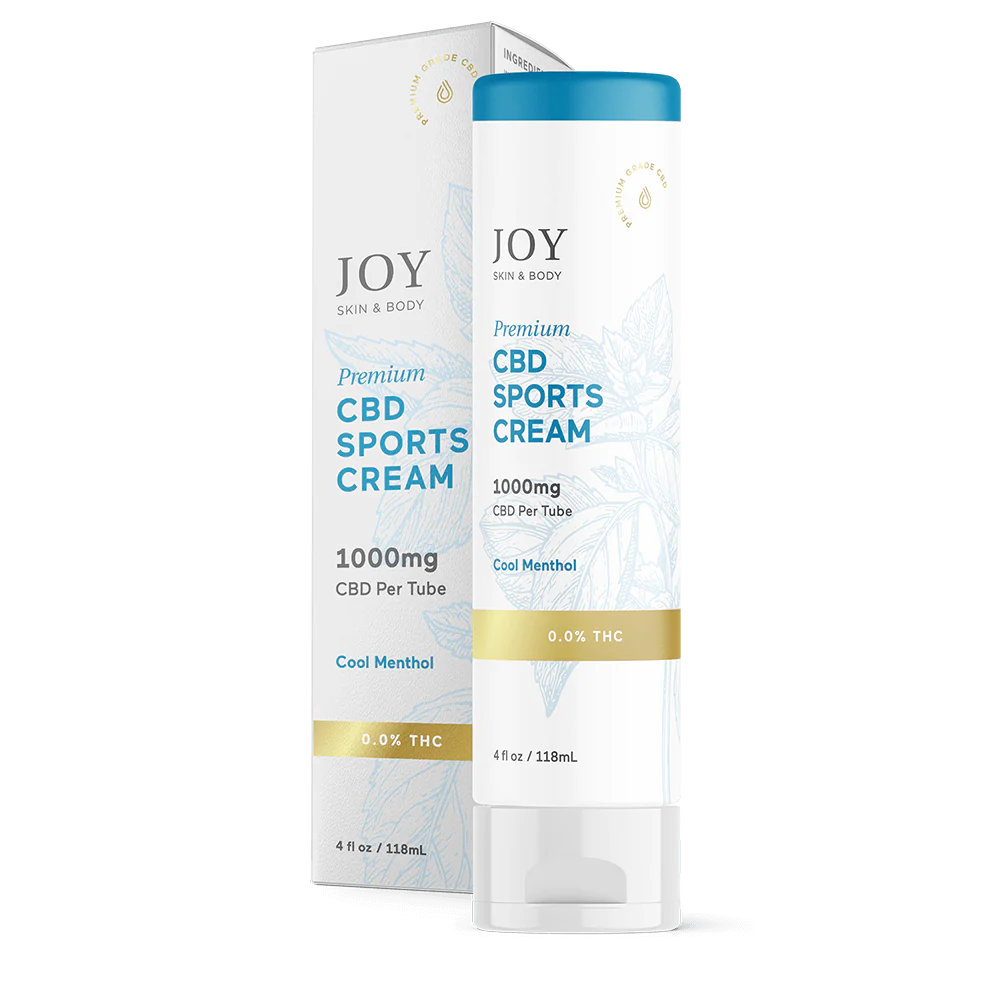 PREMIUM GRADE CBD
JOY
SKIN & BODY
Premium
CBD
SPORTS
CREAM
1000mg
CBD Per Tube
Cool Menthol
0.0% THC
4 fl oz / 118mL
PREMIUM GRADE CBD
JOY
SKIN & BODY
Premium
CBD
SPORTS
CREAM
1000mg
CBD Per Tube
Cool Menthol
0.0% THC
4 fl oz / 118mL